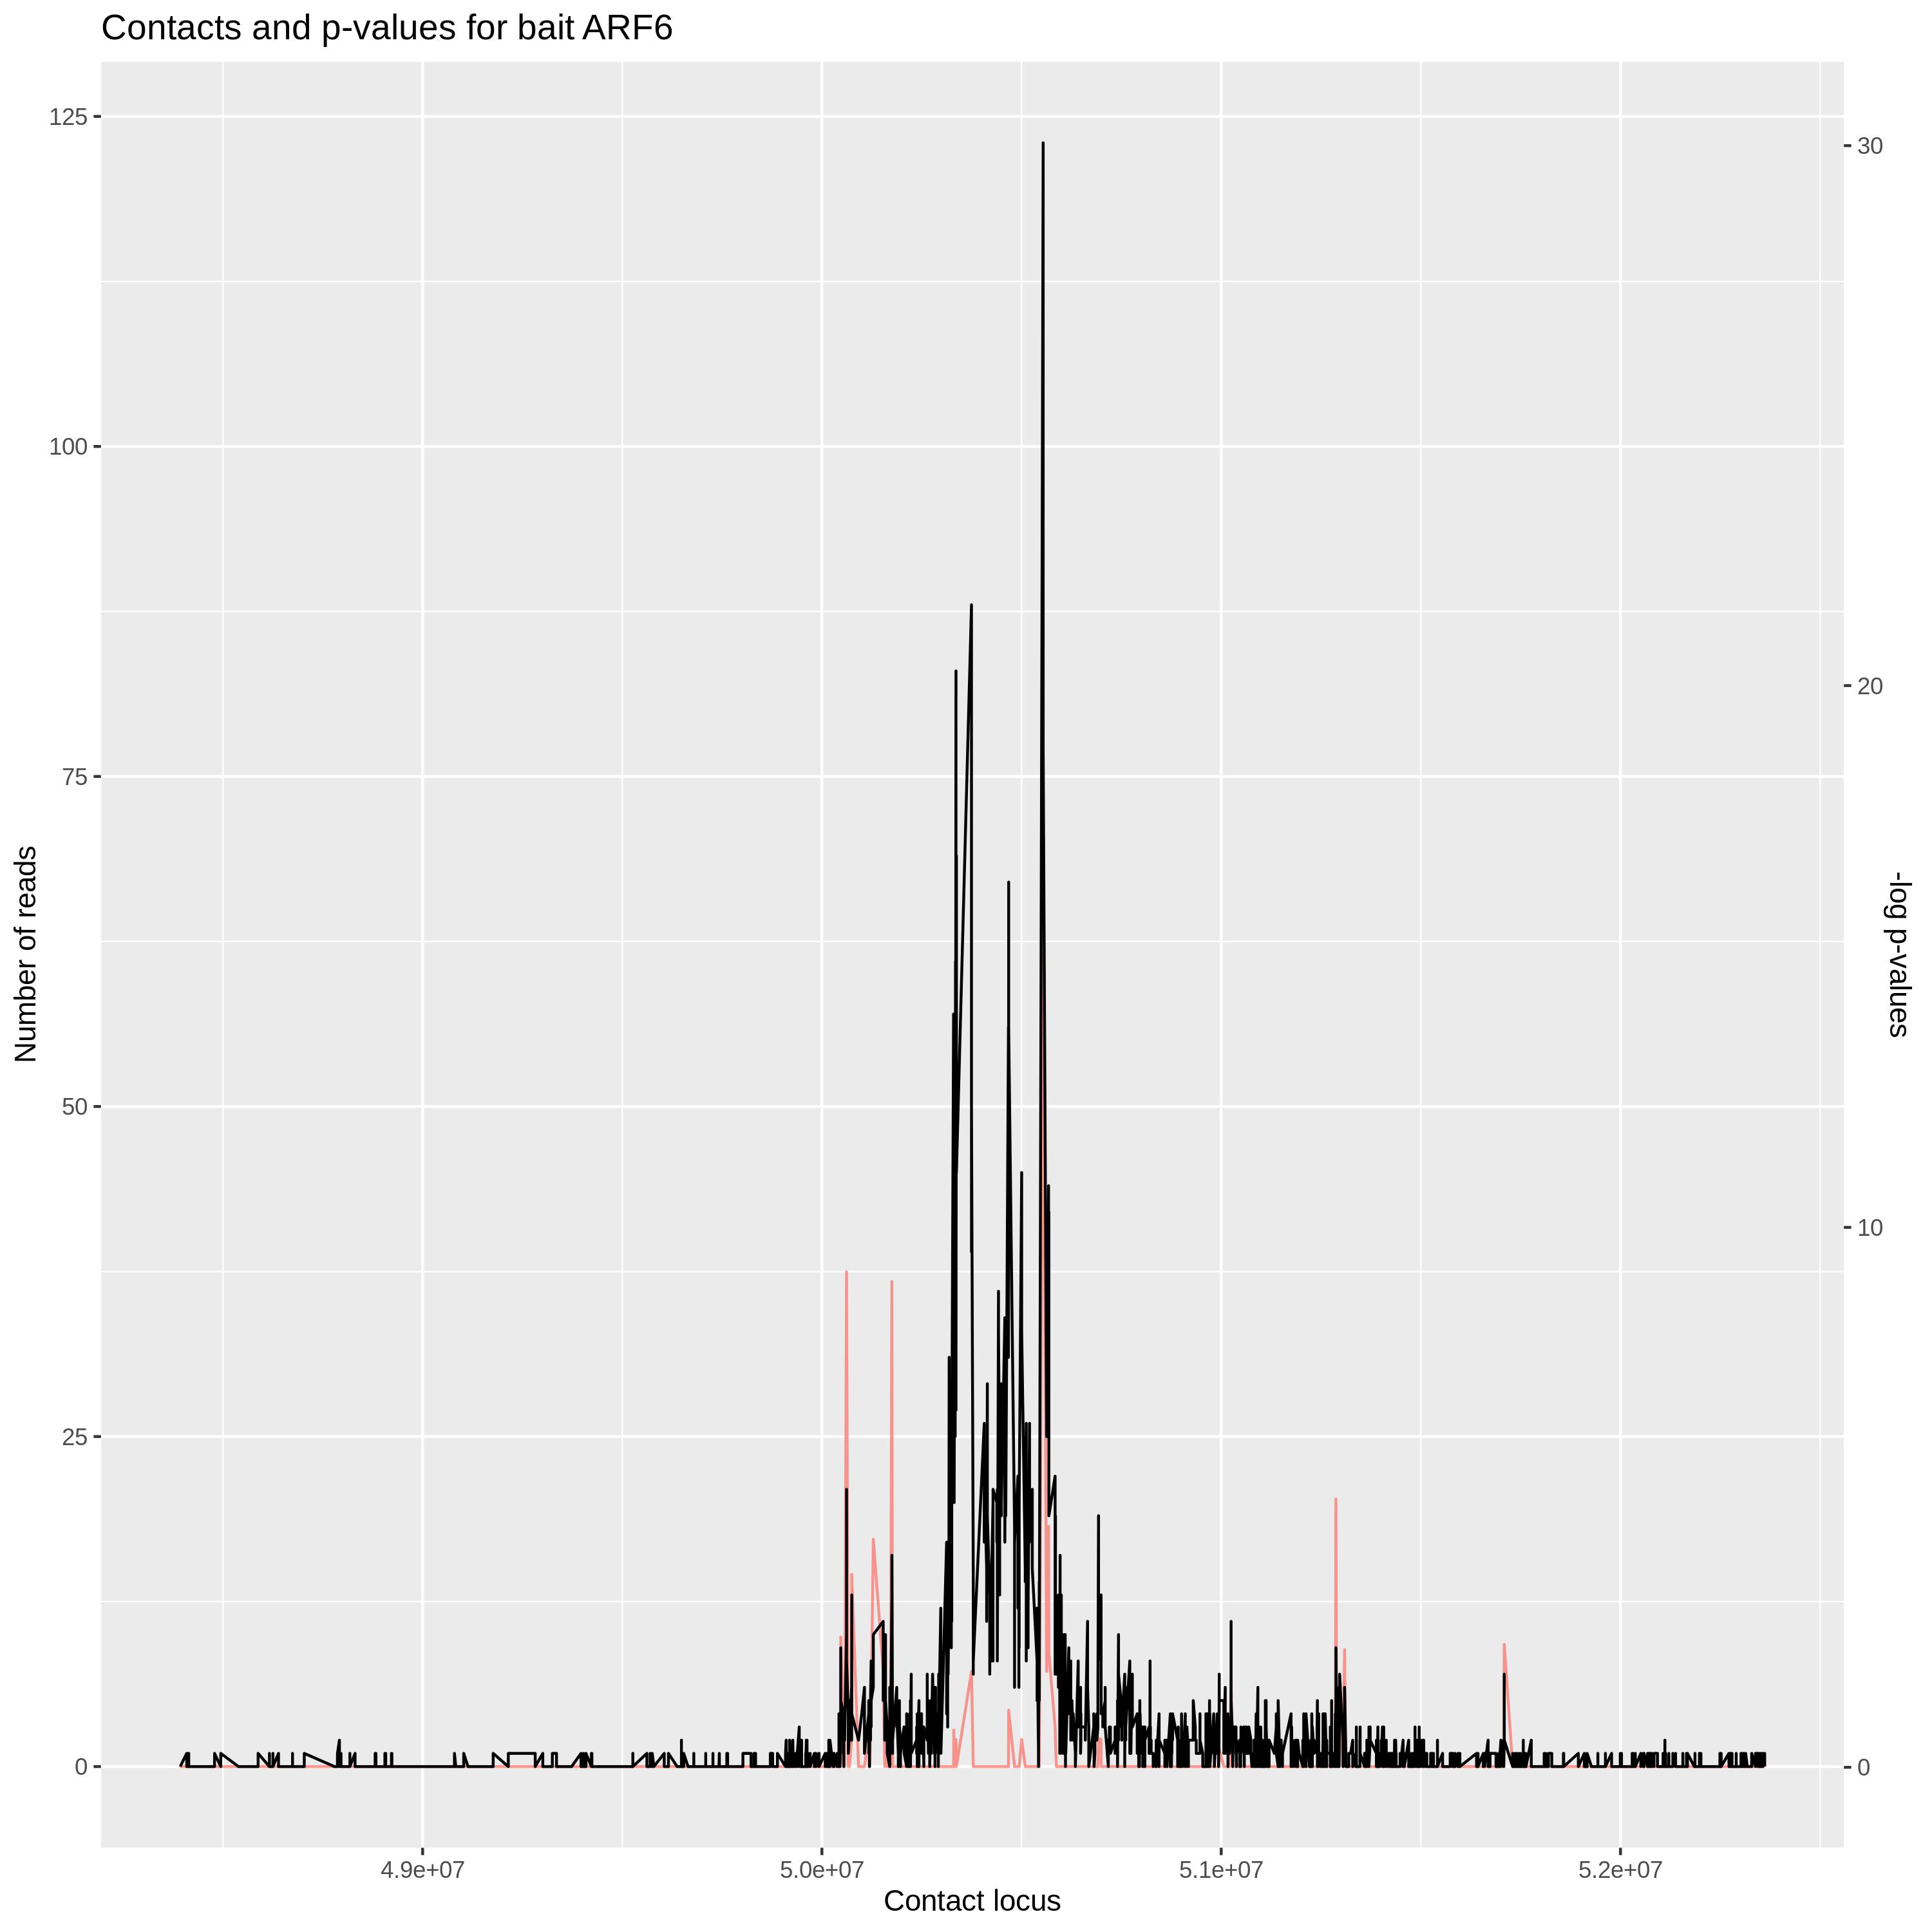 Contacts and p-values for bait ARF6
125
100
75
50
25
0
Number of reads
30
20
10
0
-log p-values
4.9e+07 5.0e+07 5.1e+07 5.2e+07
Contact locus